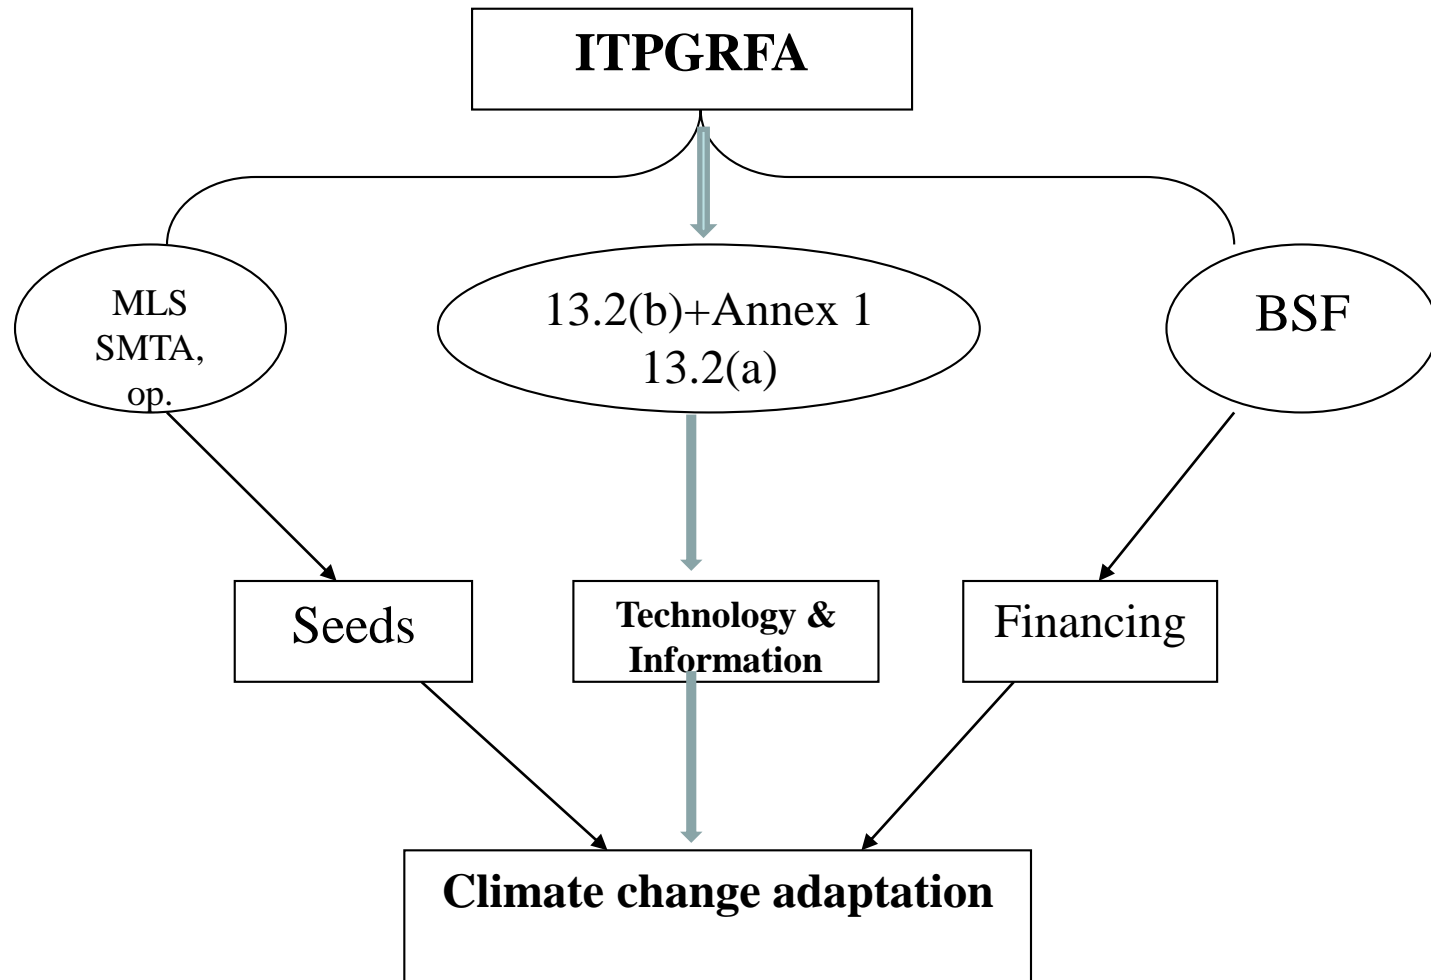 ITPGRFA
MLS
SMTA,
op.
13.2(b)+Annex 1
13.2(a)
BSF
Seeds
Technology &
Information
Financing
Climate change adaptation